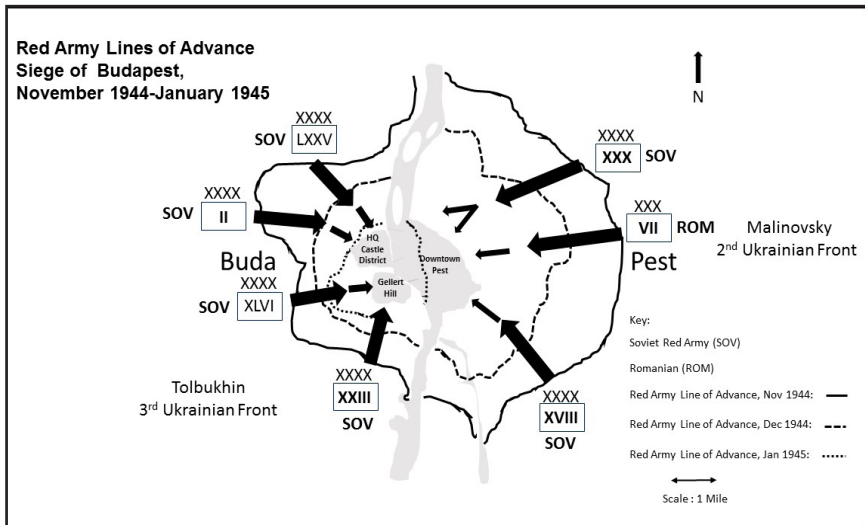 Red Army Lines of Advance
Siege of Budapest,
November 1944-January 1945
N
XXXX
SOV LXXV
XXXX
SOV II
Buda
XXXX
SOV XLVI
Tolbukhin
3rd Ukrainian Front
XXXX
XXIII
SOV
HQ
Castle
District
Gellert
Hill
Downtown
Pest
XXXX
XXX SOV
XXX
VII ROM
Malinovsky
2nd Ukrainian Front
Pest
XXXX
XVIII
SOV
Key:
Soviet Red Army (SOV)
Romanian (ROM)
Red Army Line of Advance, Nov 1944:
Red Army Line of Advance, Dec 1944:
Red Army Line of Advance, Jan 1945:
Scale : 1 Mile